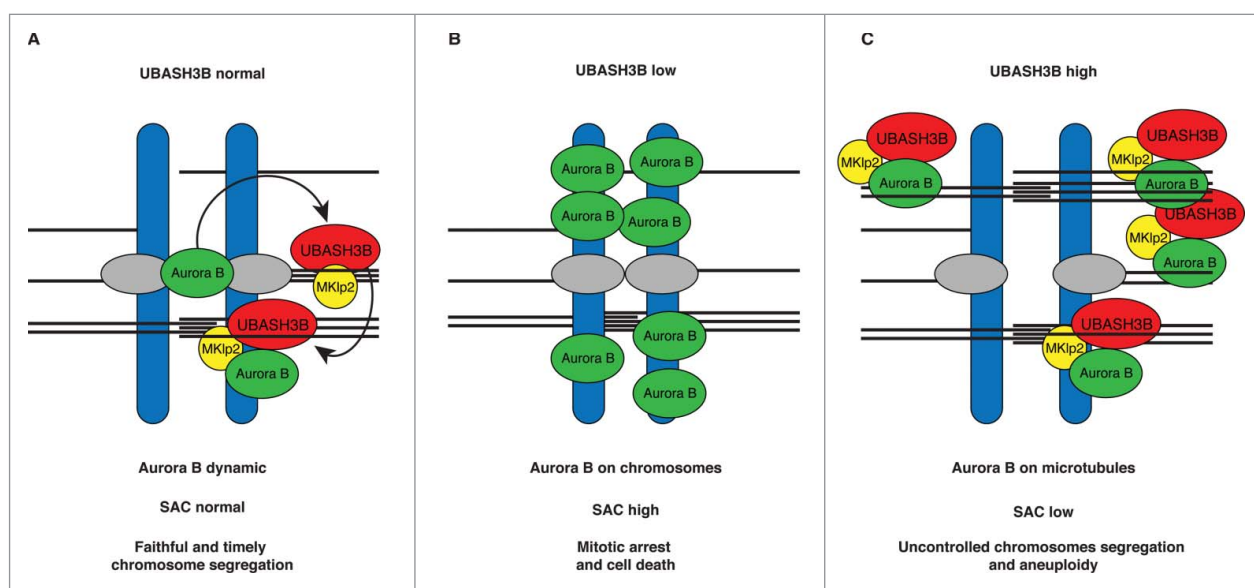 A
UBASH3B normal
Aurora B
UBASH3B
MKlp2
UBASH3B
MKlp2
Aurora B
Aurora B dynamic
SAC normal
Faithful and timely
chromosome segregation
B
UBASH3B low
Aurora B
Aurora B
Aurora B
Aurora B
Aurora B
Aurora B
Aurora B
Aurora B on chromosomes
SAC high
Mitotic arrest
and cell death
C
UBASH3B high
UBASH3B
MKlp2
Aurora B
UBASH3B
MKlp2
Aurora B
UBASH3B
MKlp2
Aurora B
UBASH3B
MKlp2
Aurora B
Aurora B on microtubules
SAC low
Uncontrolled chromosomes segregation
and aneuploidy